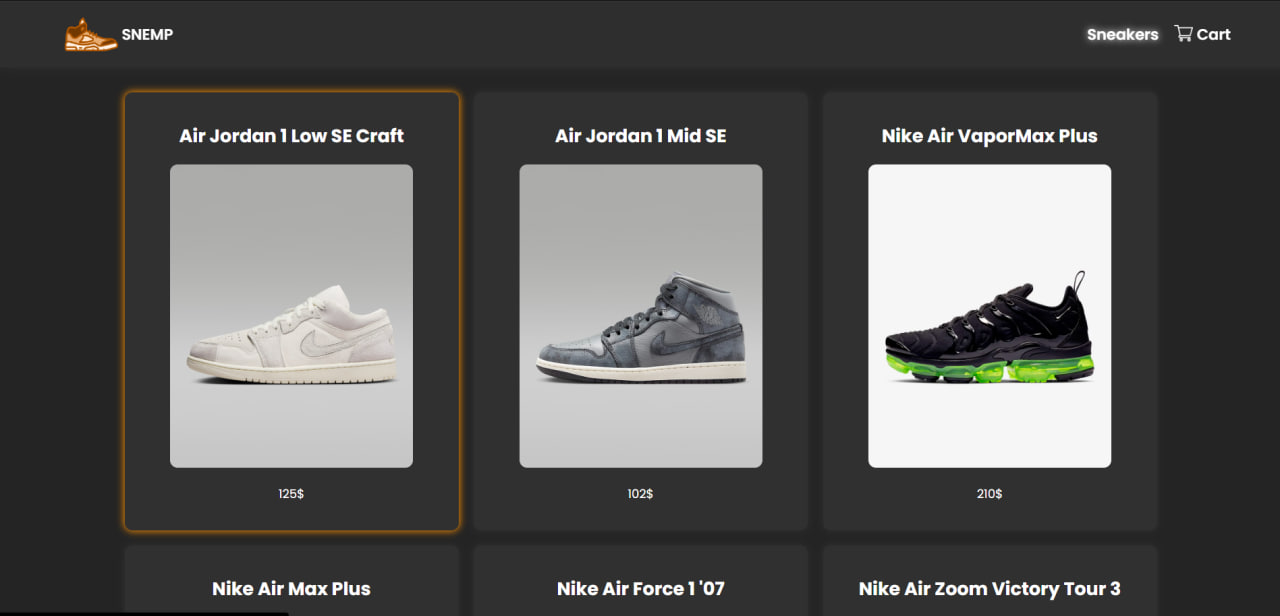 SNEMP
Sneakers
Cart
Air Jordan 1 Low SE Craft
Air Jordan 1 Mid SE
Nike Air VaporMax Plus
125$
102$
210$
Nike Air Max Plus
Nike Air Force 1 '07
Nike Air Zoom Victory Tour 3